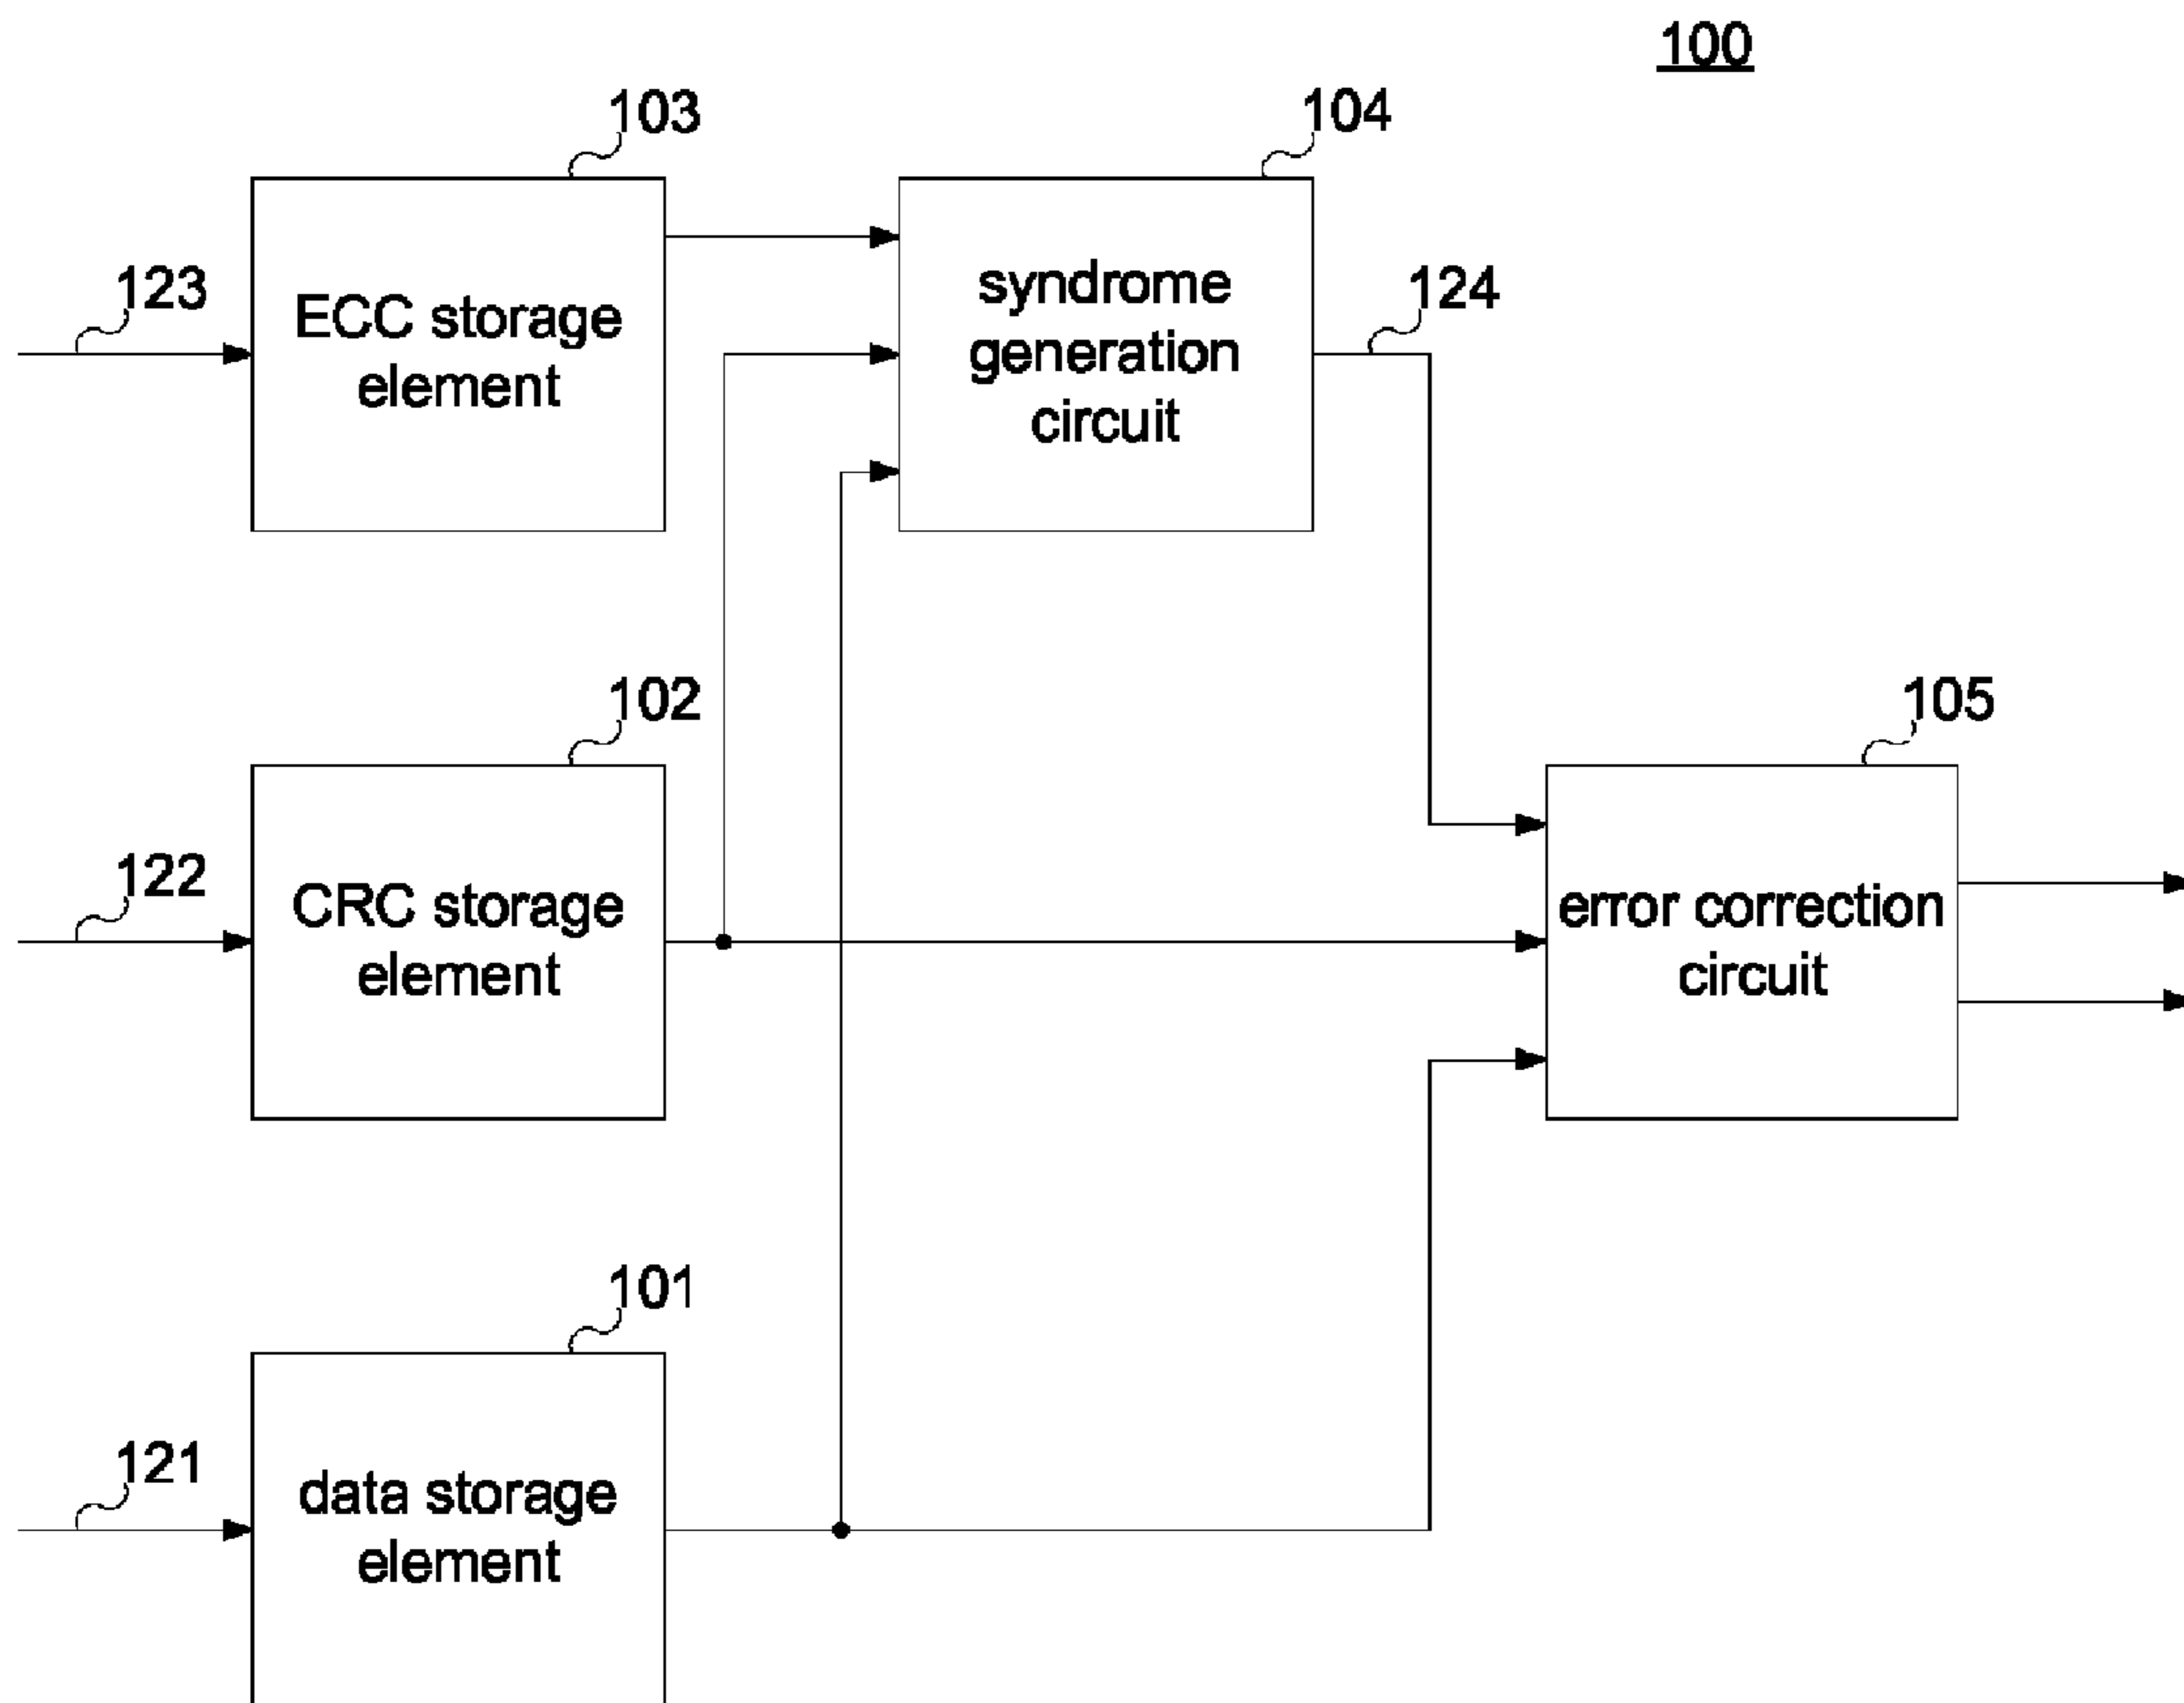 100
103
104
123
ECC storage
element
syndrome
generation
circuit
124
102
105
122
CRC storage
element
error correction
circuit
101
121
data storage
element